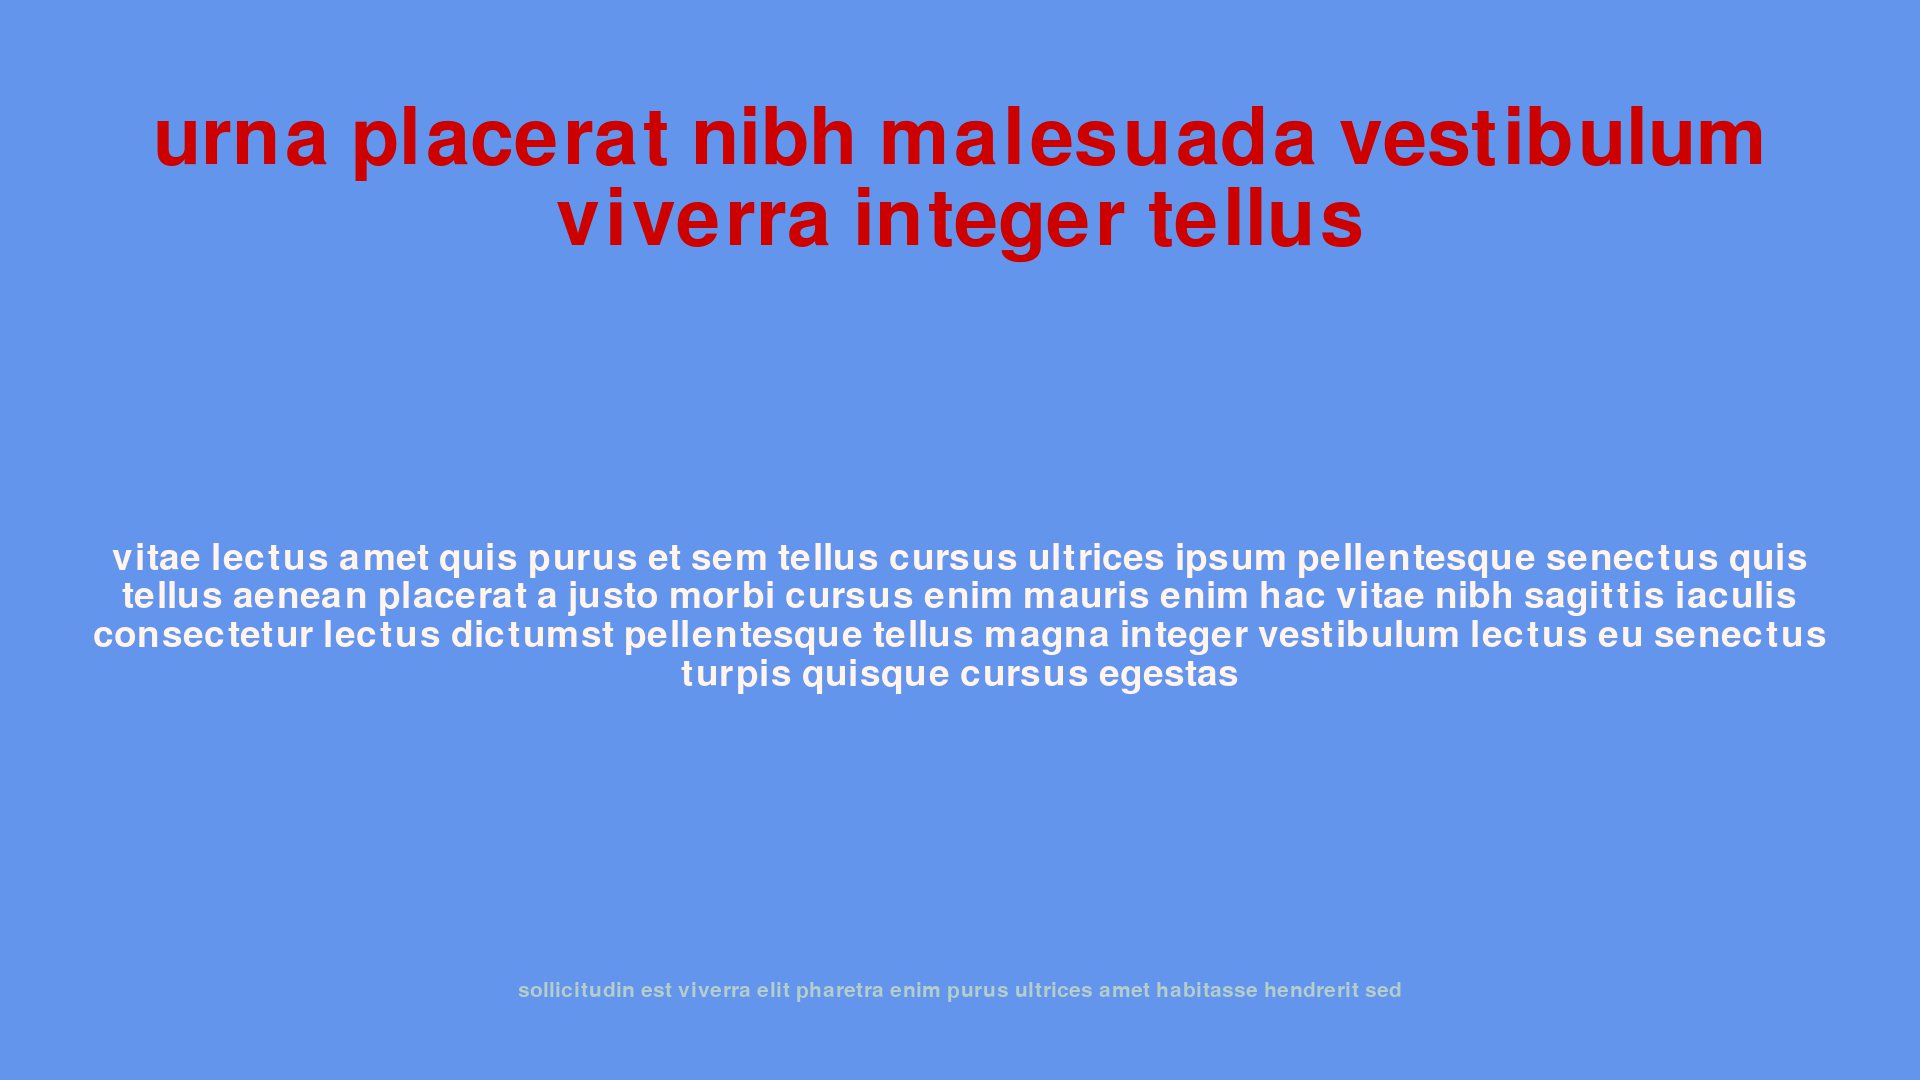 urna placerat nibh malesuada vestibulum
viverra integer tellus
vitae lectus amet quis purus et sem tellus cursus ultrices ipsum pellentesque senectus quis
tellus aenean placerat a justo morbi cursus enim mauris enim hac vitae nibh sagittis iaculis
consectetur lectus dictumst pellentesque tellus magna integer vestibulum lectus eu senectus
turpis quisque cursus egestas
sollicitudin est viverra elit pharetra enim purus ultrices amet habitasse hendrerit sed